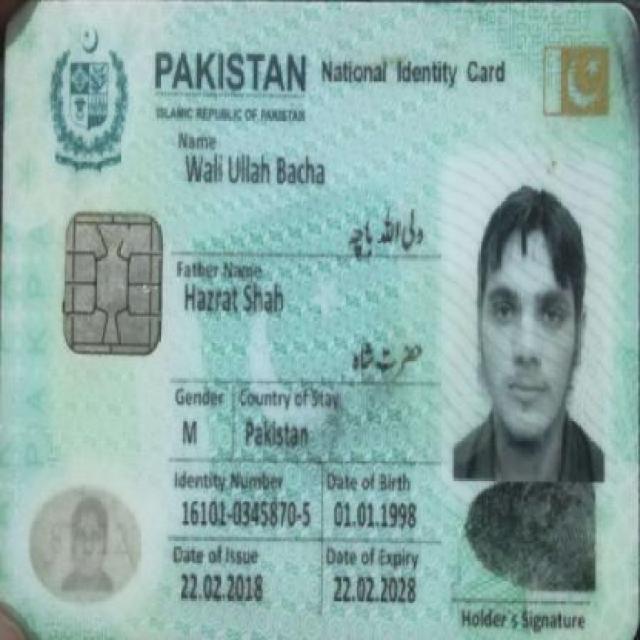 PAKISTAN National Identity Card
ISLAMIC REPUBLIC OF PAKISTAN
Name
Wali Ullah Bacha
ولی اللہ باچہ
Father Name
Hazrat Shah
حضرت شاہ
Gender Country of Stay
M Pakistan
Identity Number Date of Birth
16101-0345870-5 01.01.1998
Date of Issue Date of Expiry
22.02.2018 22.02.2028
Holder's Signature